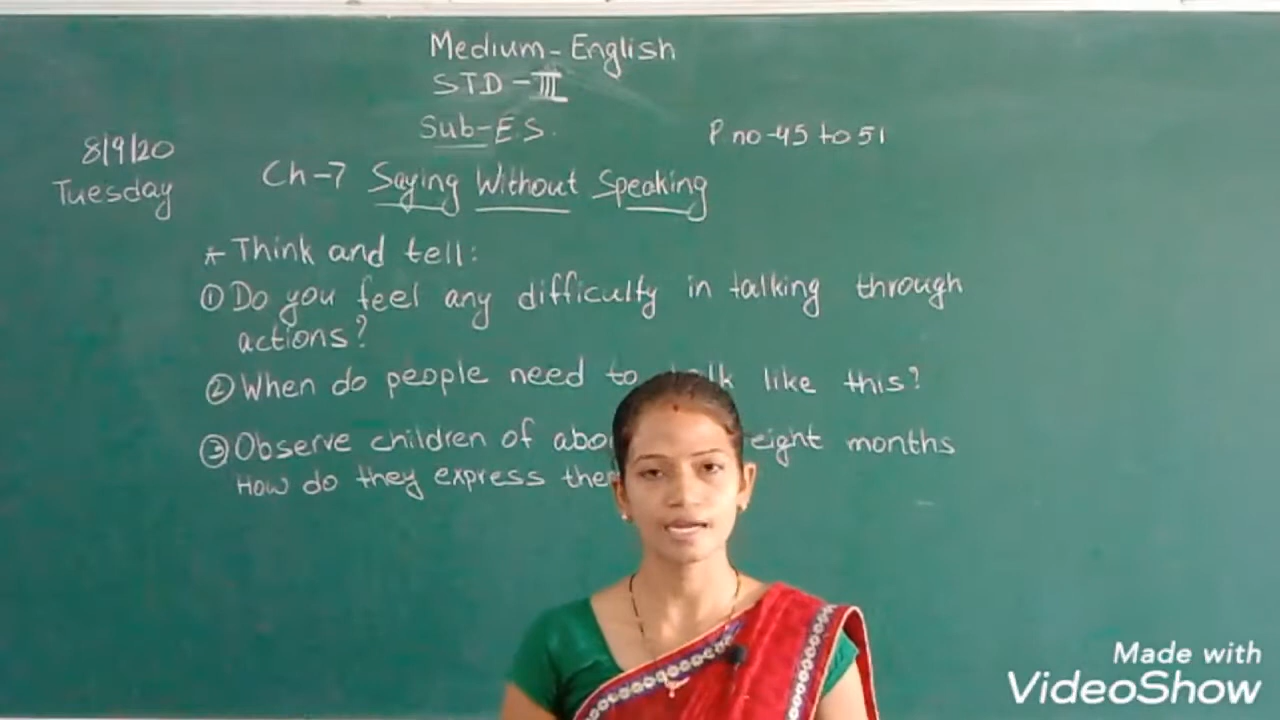 Medium-English
STD-III
Sub-E.S.
P no-45 to 51
8/9/20
Tuesday
Ch-7 Saying Without Speaking
* Think and tell:
① Do you feel any difficulty in talking through
actions?
② When do people need to talk like this?
③ Observe children of eight months
How do they express
Made with
VideoShow